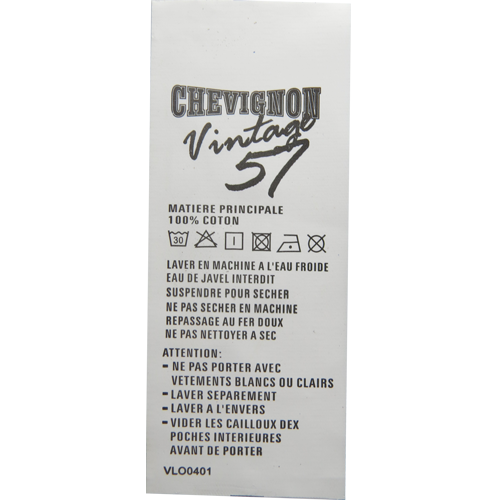 CHEVIGNON
Vintage
57
MATIERE PRINCIPALE
100% COTON
30
LAVER EN MACHINE A L'EAU FROIDE
EAU DE JAVEL INTERDIT
SUSPENDRE POUR SECHER
NE PAS SECHER EN MACHINE
REPASSAGE AU FER DOUX
NE PAS NETTOYER A SEC
ATTENTION:
- NE PAS PORTER AVEC
VETEMENTS BLANCS OU CLAIRS
- LAVER SEPAREMENT
- LAVER A L'ENVERS
- VIDER LES CAILLOUX DEX
POCHES INTERIEURES
AVANT DE PORTER
VLO0401